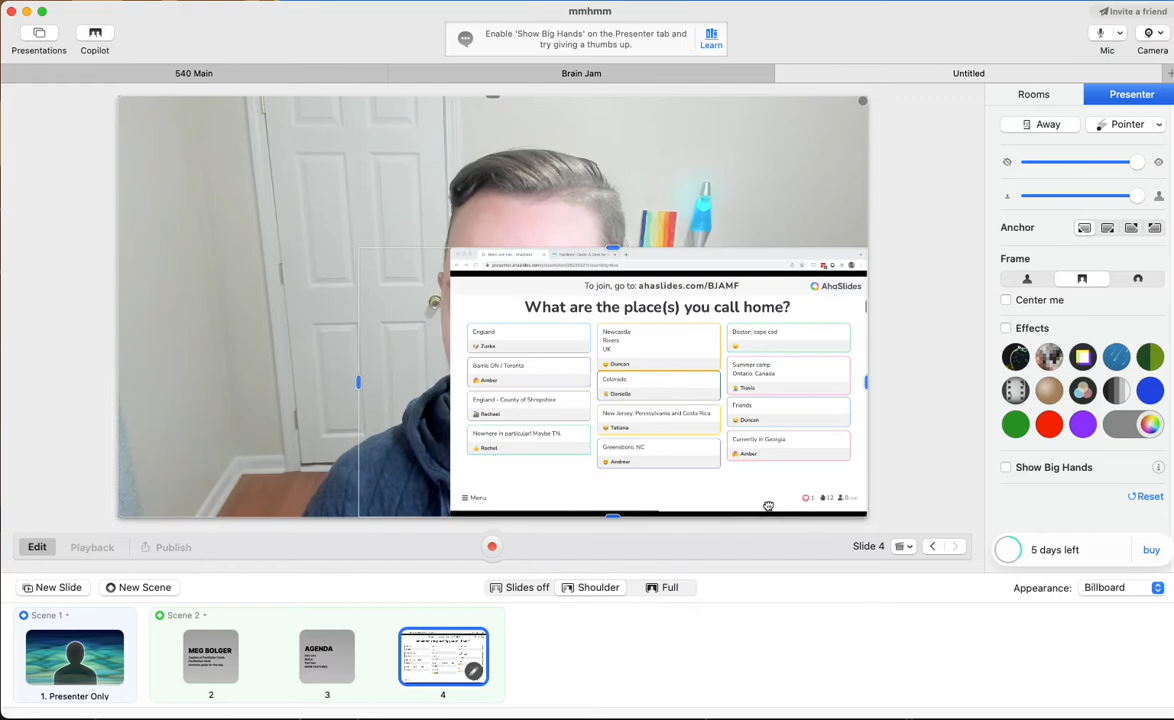 mmhmm
Invite a friend
Presentations
Copilot
Enable 'Show Big Hands' on the Presenter tab and
try giving a thumbs up.
Learn
Mic
Camera
540 Main
Brain Jam
Untitled
Rooms
Presenter
Away
Pointer
Anchor
Frame
Center me
Effects
Show Big Hands
Reset
5 days left
buy
To join, go to: ahaslides.com/BJAMF
AhaSlides
What are the place(s) you call home?
England
Zurka
Barrie ON / Toronto
Amber
England - County of Shropshire
Rachael
Nowhere in particular! Maybe TN.
Rachel
Newcastle
Rivers
UK
Duncan
Colorado
Daniella
New Jersey, Pennsylvania and Costa Rica
Tatiana
Greensboro, NC
Andrew
Boston, cape cod
Summer camp
Ontario, Canada
Travis
Friends
Duncan
Currently in Georgia
Amber
Menu
1
12
Edit
Playback
Publish
Slide 4
New Slide
New Scene
Slides off
Shoulder
Full
Appearance:
Billboard
Scene 1
Scene 2
MEG BOLGER
AGENDA
1. Presenter Only
2
3
4